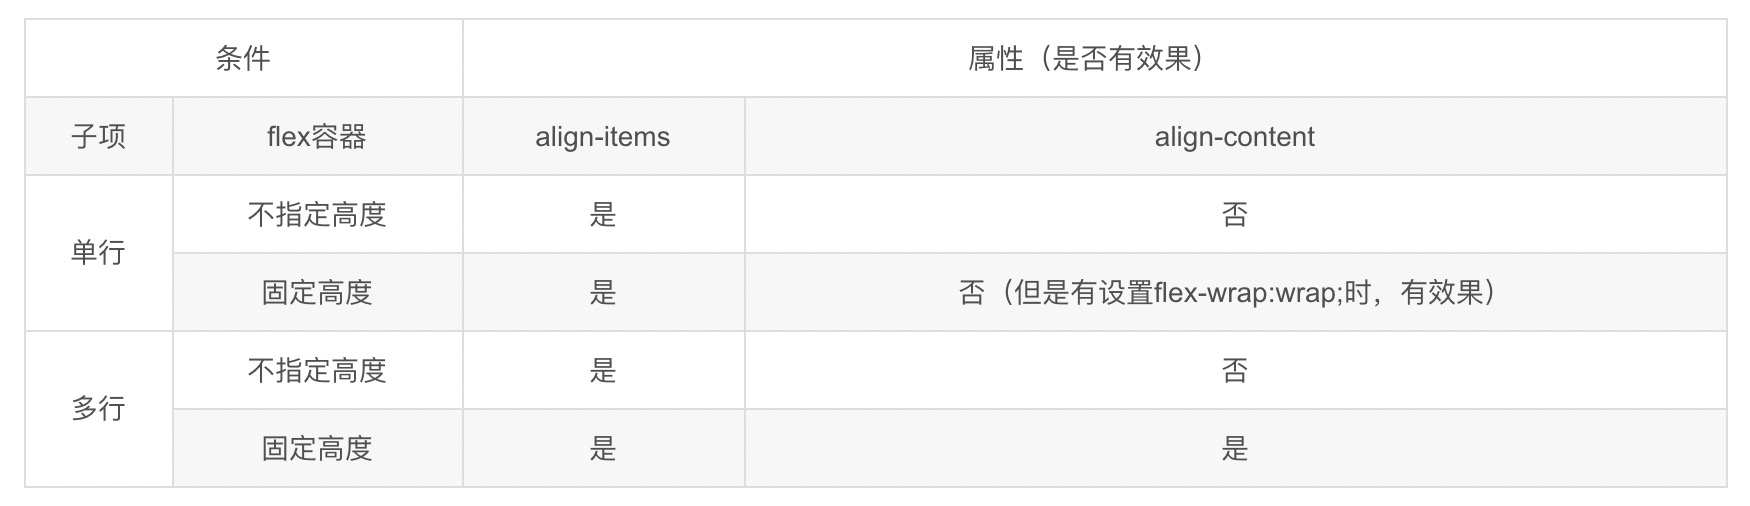 条件 属性（是否有效果）
子项 flex容器 align-items align-content
单行 不指定高度 是 否
固定高度 是 否（但是有设置flex-wrap:wrap;时，有效果）
多行 不指定高度 是 否
固定高度 是 是